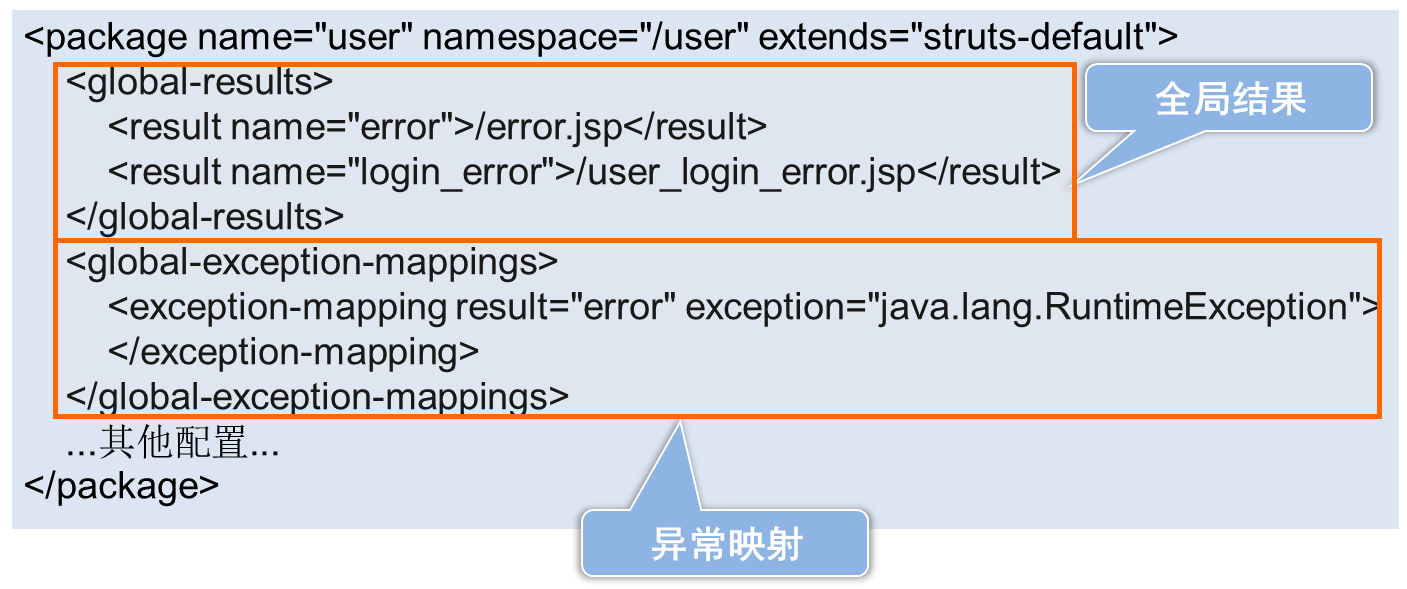 <package name="user" namespace="/user" extends="struts-default">
<global-results>
<result name="error">/error.jsp</result>
<result name="login_error">/user_login_error.jsp</result>
</global-results>
<global-exception-mappings>
<exception-mapping result="error" exception="java.lang.RuntimeException">
</exception-mapping>
</global-exception-mappings>
...其他配置...
</package>
全局结果
异常映射